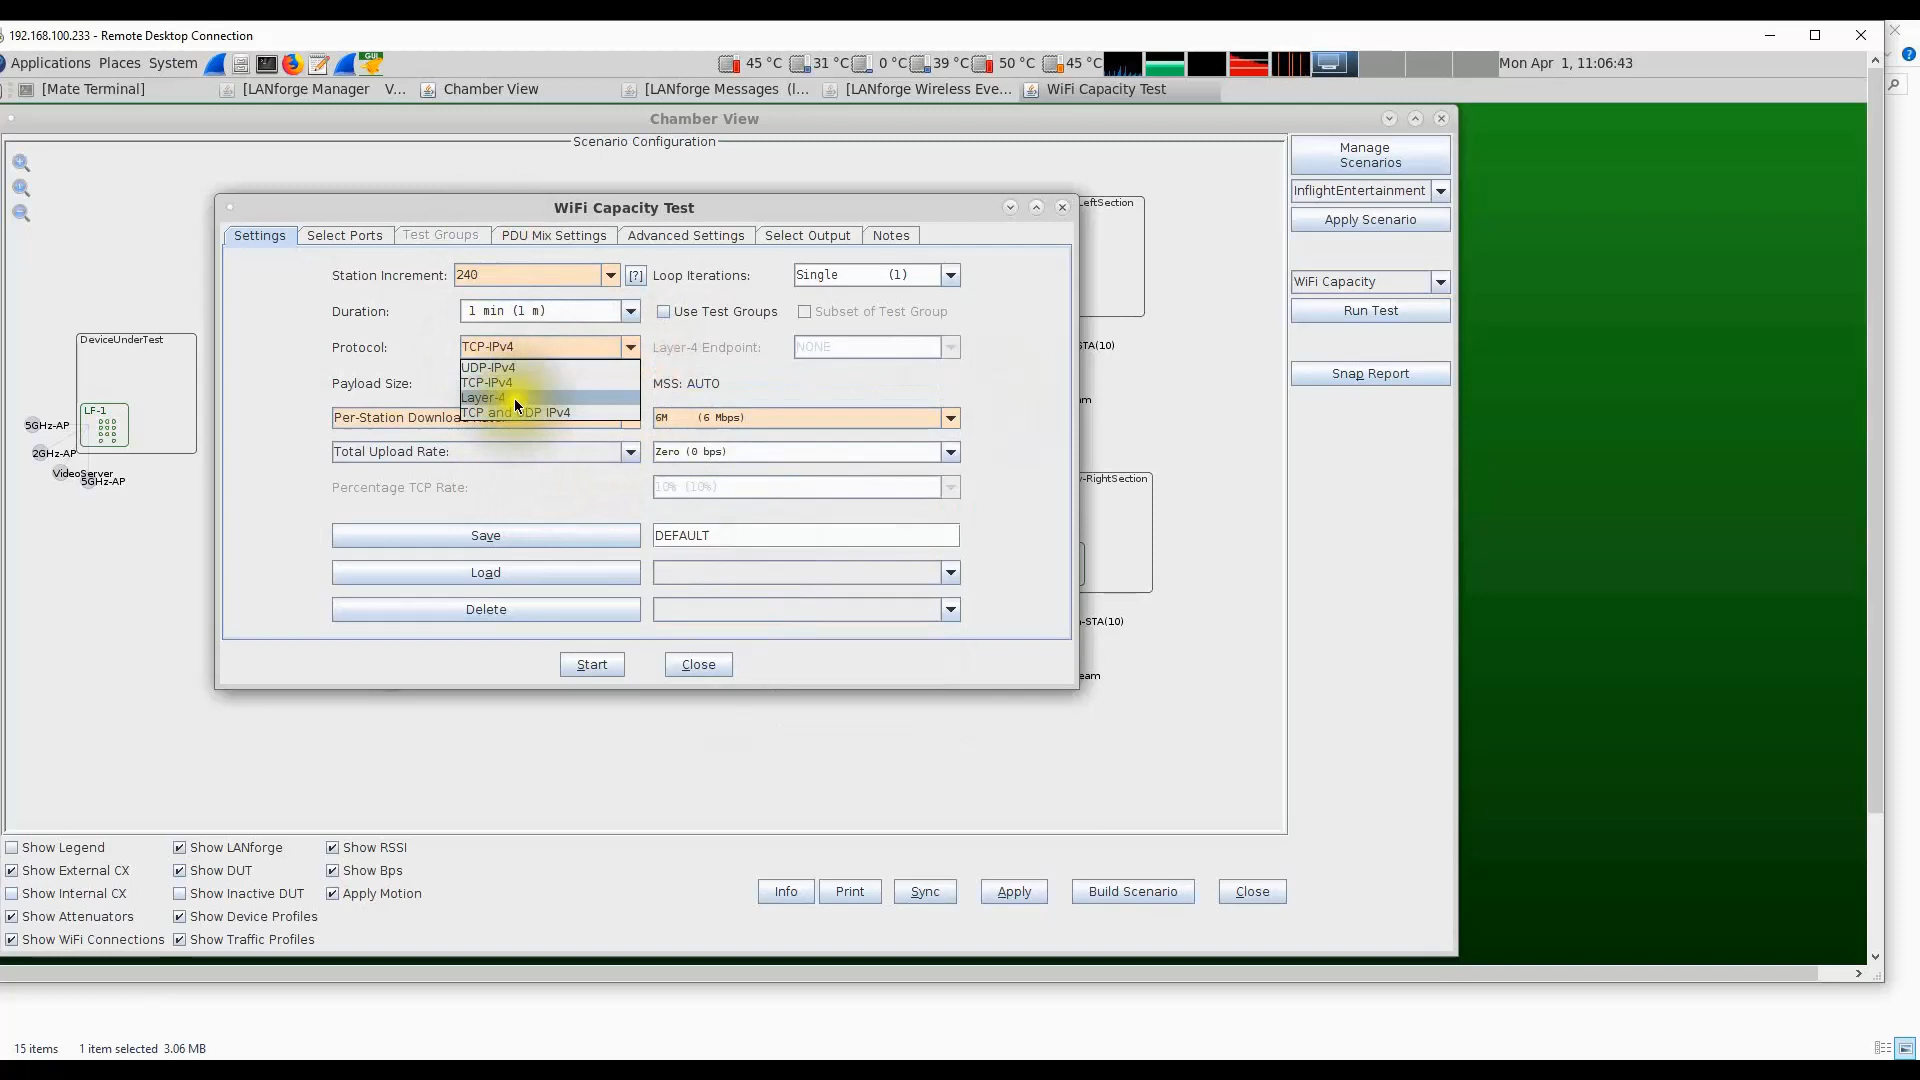 192.168.100.233 - Remote Desktop Connection
Applications Places System
GUI
45 °C 31 °C 0 °C 39 °C 50 °C 45 °C
Mon Apr 1, 11:06:43
[Mate Terminal]
[LANforge Manager V...
Chamber View
[LANforge Messages (l...
[LANforge Wireless Eve...
WiFi Capacity Test
Chamber View
Scenario Configuration
Manage
Scenarios
InflightEntertainment
Apply Scenario
WiFi Capacity
Run Test
Snap Report
DeviceUnderTest
LF-1
5GHz-AP
2GHz-AP
VideoServer
5GHz-AP
LeftSection
TA(10)
am
-RightSection
-STA(10)
eam
WiFi Capacity Test
Settings
Select Ports
Test Groups
PDU Mix Settings
Advanced Settings
Select Output
Notes
Station Increment: 240 [?] Loop Iterations: Single (1)
Duration: 1 min (1 m) Use Test Groups Subset of Test Group
Protocol: TCP-IPv4 Layer-4 Endpoint: NONE
UDP-IPv4
TCP-IPv4
Layer-4
TCP and UDP IPv4
Payload Size: MSS: AUTO
Per-Station Downloa 6M (6 Mbps)
Total Upload Rate: Zero (0 bps)
Percentage TCP Rate: 10% (10%)
Save DEFAULT
Load
Delete
Start Close
Show Legend Show LANforge Show RSSI
Show External CX Show DUT Show Bps
Show Internal CX Show Inactive DUT Apply Motion
Show Attenuators Show Device Profiles
Show WiFi Connections Show Traffic Profiles
Info Print Sync Apply Build Scenario Close
15 items 1 item selected 3.06 MB